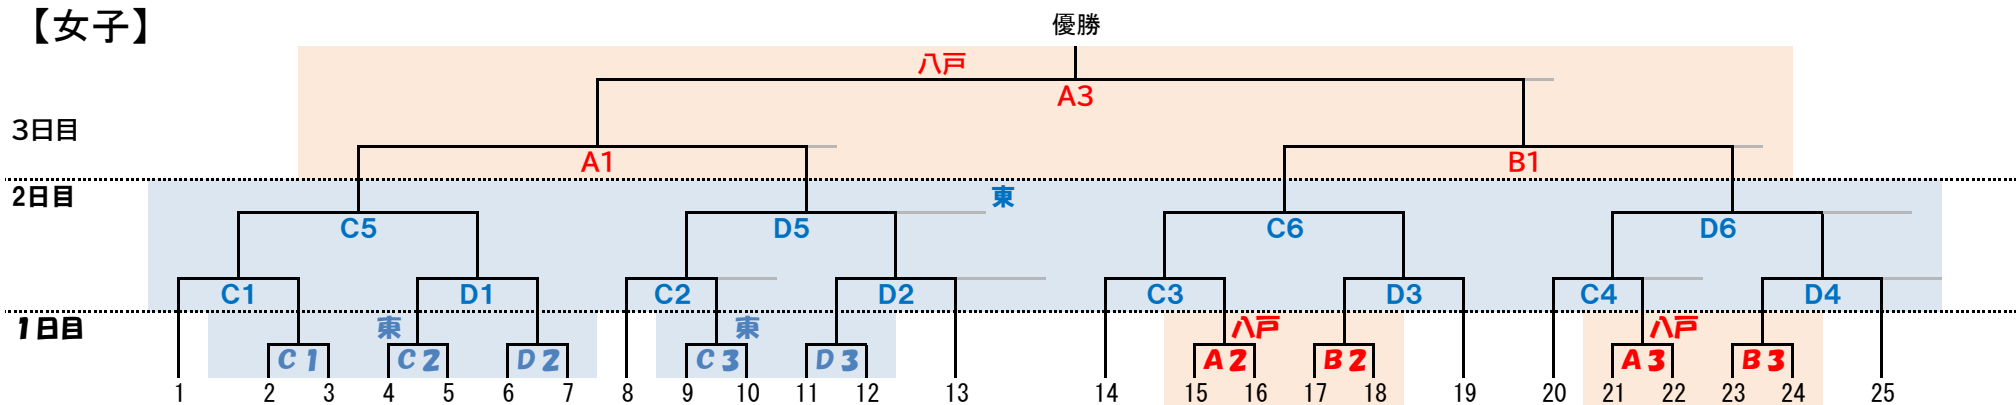 【女子】
優勝
八戸
A3
3日目
A1 B1
2日目
東
C5 D5 C6 D6
C1 D1 C2 D2 C3 D3 C4 D4
1日目
東 東 八戸 八戸
C1 C2 D2 C3 D3 A2 B2 A3 B3
1 2 3 4 5 6 7 8 9 10 11 12 13 14 15 16 17 18 19 20 21 22 23 24 25